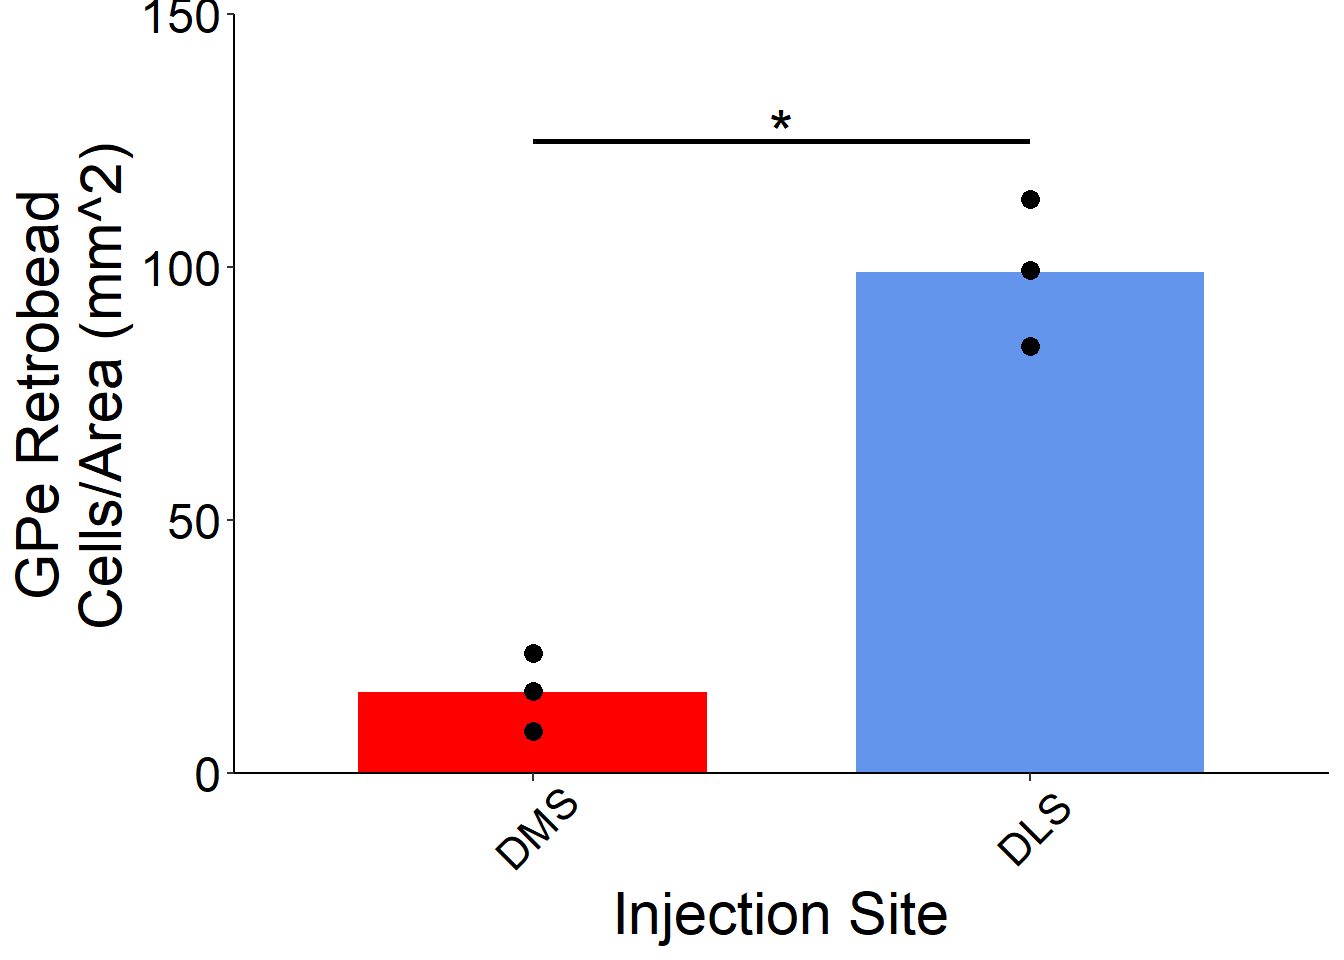 GPe Retrobead
Cells/Area (mm^2)
150
100
50
0
*
DMS
DLS
Injection Site